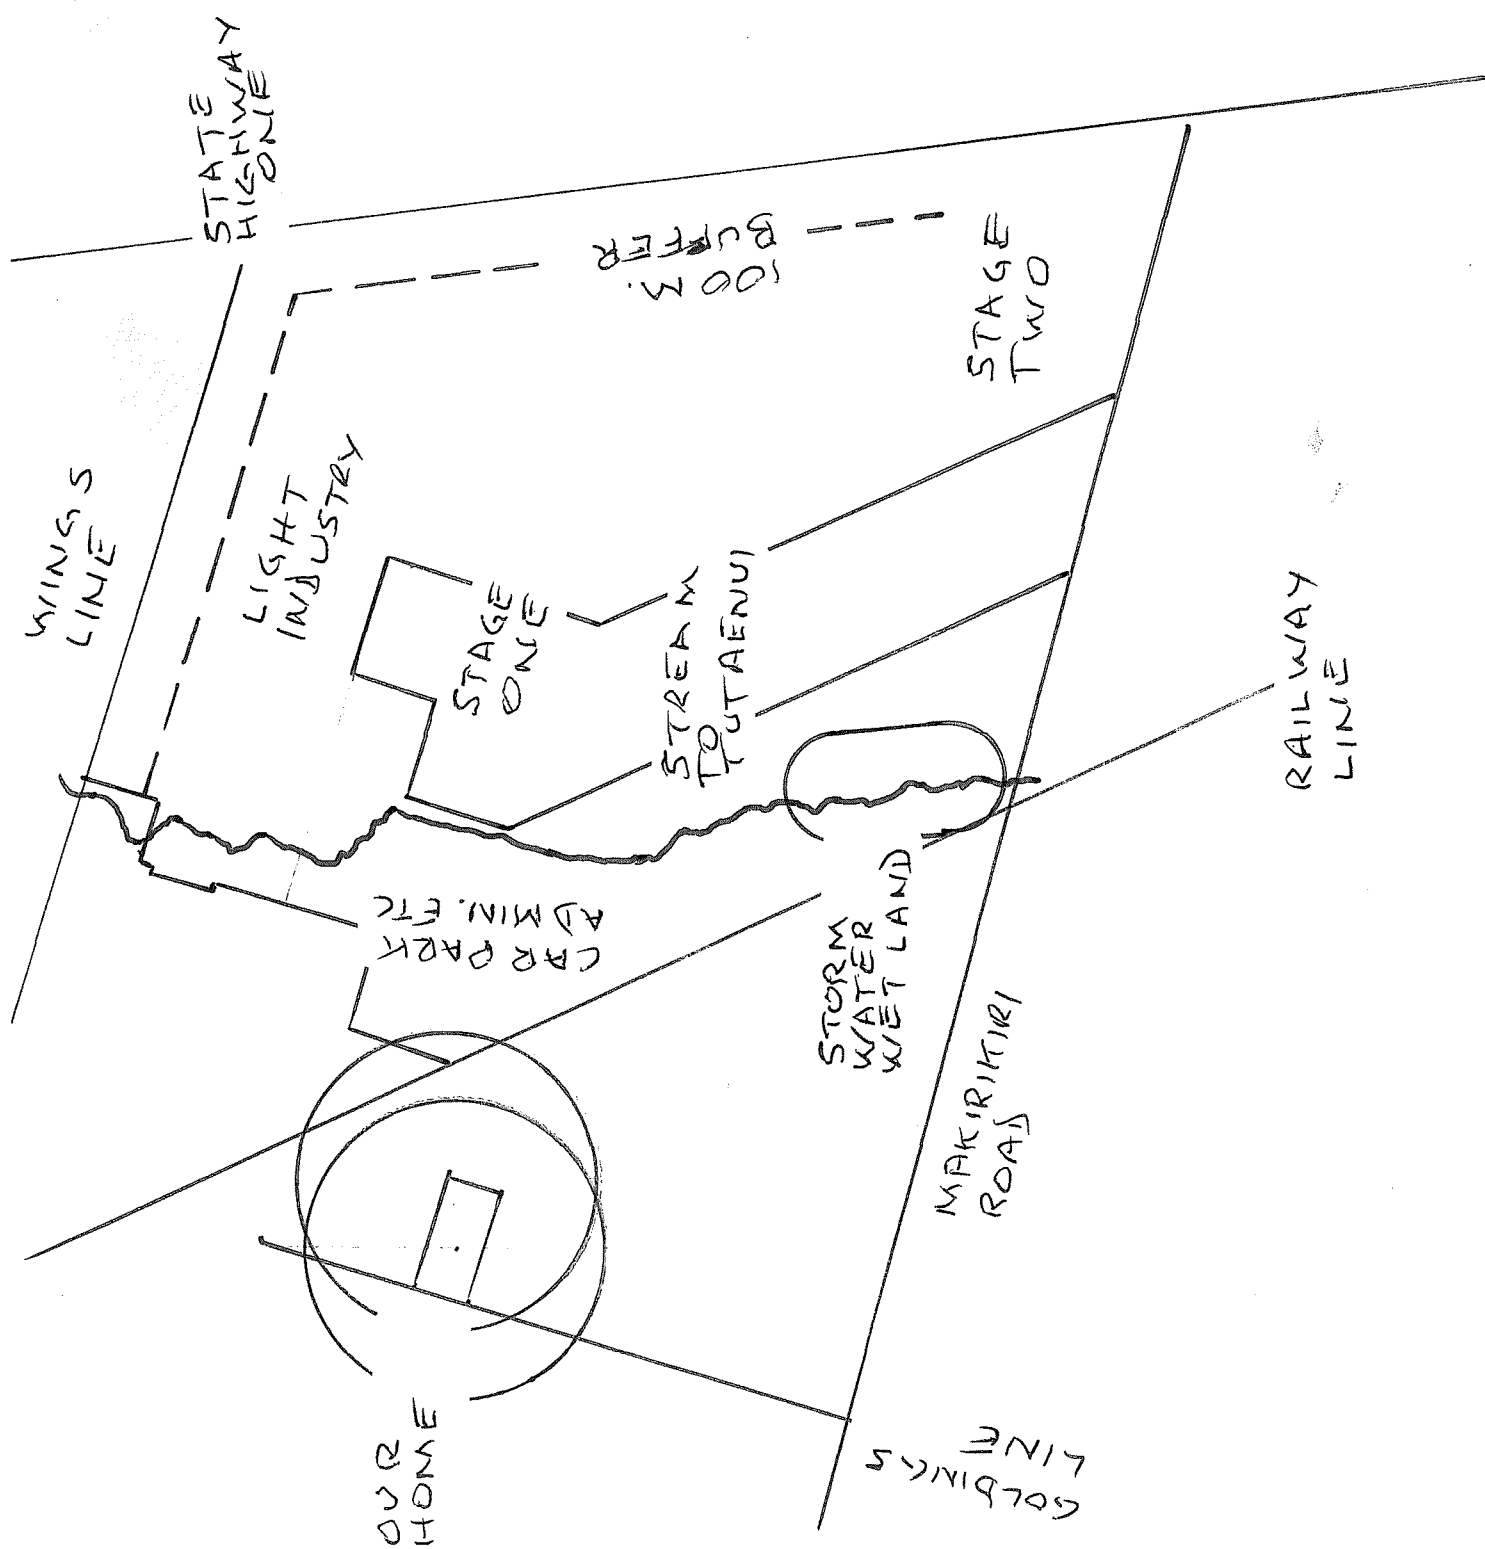 STATE
HIGHWAY
ONE
WINGS
LINE
100 M.
BUFFER
LIGHT
INDUSTRY
STAGE
TWO
STAGE
ONE
STREAM
TO
TUTAENUI
CAR PARK
ADMIN. ETC
STORM
WATER
WETLAND
RAILWAY
LINE
MAKIRIKIRI
ROAD
OUR
HOME
GOLDINGS
LINE